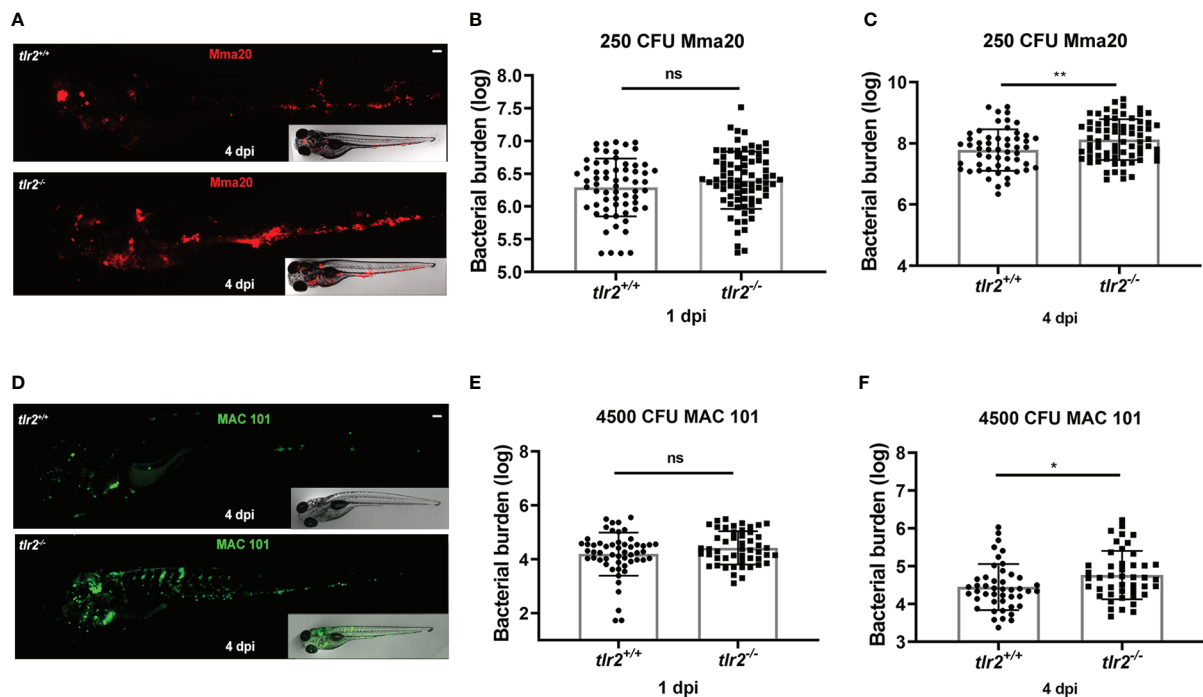 A
tlr2+/+
Mma20
4 dpi
tlr2-/-
Mma20
4 dpi
B
250 CFU Mma20
ns
Bacterial burden (log)
8.0
7.5
7.0
6.5
6.0
5.5
5.0
tlr2+/+
tlr2-/-
1 dpi
C
250 CFU Mma20
**
Bacterial burden (log)
10
8
6
4
tlr2+/+
tlr2-/-
4 dpi
D
tlr2+/+
MAC 101
4 dpi
tlr2-/-
MAC 101
4 dpi
E
4500 CFU MAC 101
ns
Bacterial burden (log)
8
6
4
2
tlr2+/+
tlr2-/-
1 dpi
F
4500 CFU MAC 101
*
Bacterial burden (log)
8
7
6
5
4
3
tlr2+/+
tlr2-/-
4 dpi